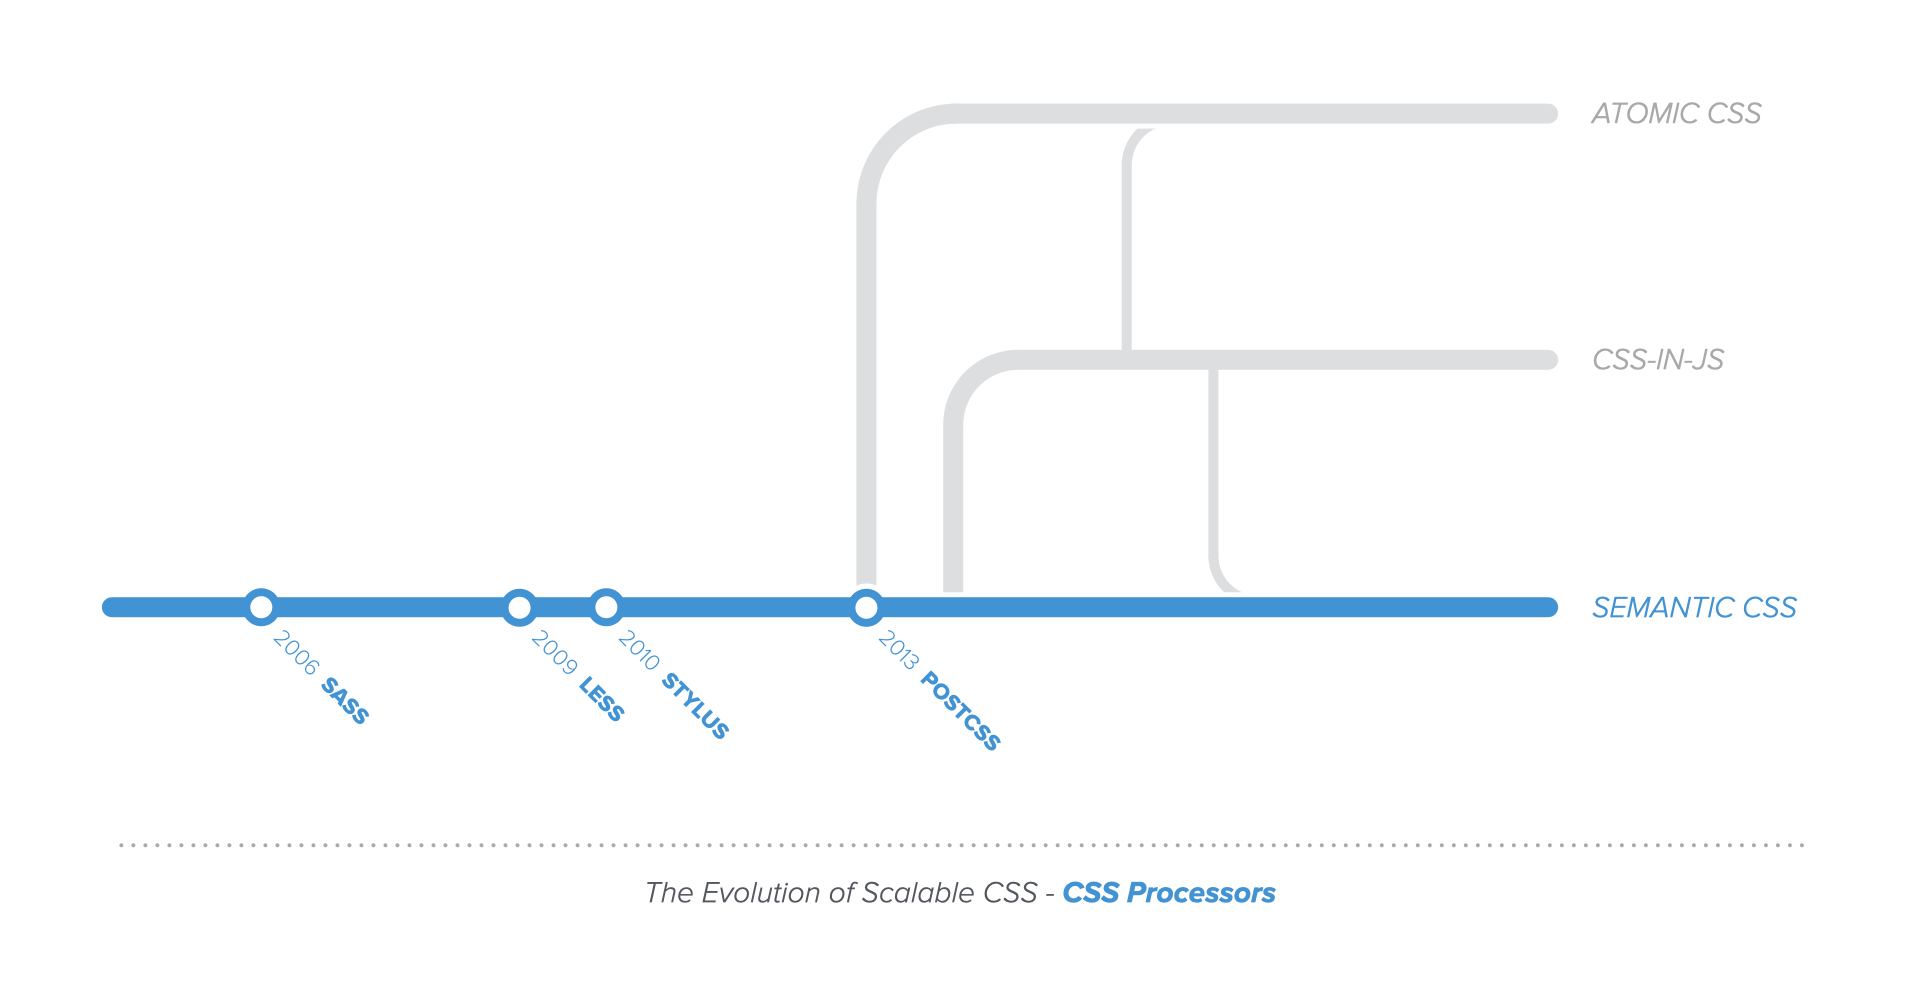 ATOMIC CSS
CSS-IN-JS
SEMANTIC CSS
2006 SASS
2009 LESS
2010 STYLUS
2013 POSTCSS
The Evolution of Scalable CSS - CSS Processors